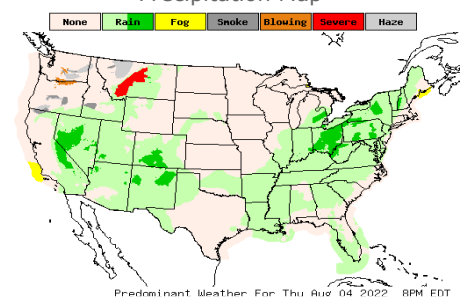 Precipitation Map
None Rain Fog Smoke Blowing Severe Haze
Predominant Weather For Thu Aug 04 2022 8PM EDT